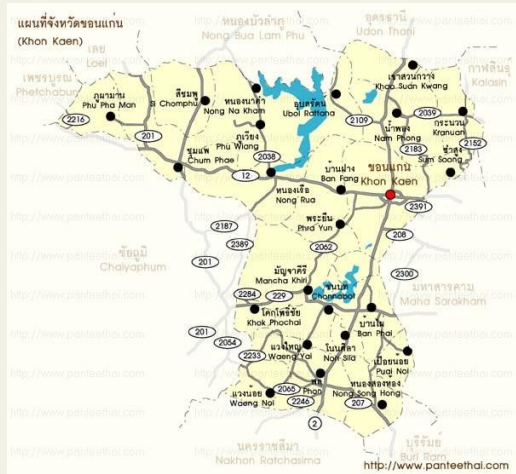 แผนที่จังหวัดขอนแก่น
(Khon Kaen)
หนองบัวลำภู
Nong Bua Lam Phu
อุดรธานี
Udon Thani
เลย
Loei
เพชรบูรณ์
Phetchabun
กาฬสินธุ์
Kalasin
ภูผาม่าน
Phu Pha Man
สีชมพู
Si Chomphu
หนองนาคำ
Nong Na Kham
อุบลรัตน์
Ubol Rattana
เขาสวนกวาง
Khao Suan Kwang
2216
201
ภูเวียง
Phu Wiang
2109
น้ำพอง
Nam Phong
2039
กระนวน
Kranuan
2183
2152
ซำสูง
Sum Soong
ชุมแพ
Chum Phae
2038
12
บ้านฝาง
Ban Fang
ขอนแก่น
Khon Kaen
หนองเรือ
Nong Rua
2391
พระยืน
Phra Yun
2187
2389
2062
208
ชัยภูมิ
Chaiyaphum
201
2300
มหาสารคาม
Maha Sarakham
มัญจาคีรี
Mancha Khiri
ชนบท
Chonnabot
2284
229
โคกโพธิ์ชัย
Khok Phochai
บ้านไผ่
Ban Phai
201
2054
2233
แวงใหญ่
Waeng Yai
โนนศิลา
Non Sila
เปือยน้อย
Puai Noi
แวงน้อย
Waeng Noi
2065
พล
Phon
2246
หนองสองห้อง
Nong Song Hong
207
2
นครราชสีมา
Nakhon Ratchasima
บุรีรัมย์
Buri Ram
http://www.panteethai.com